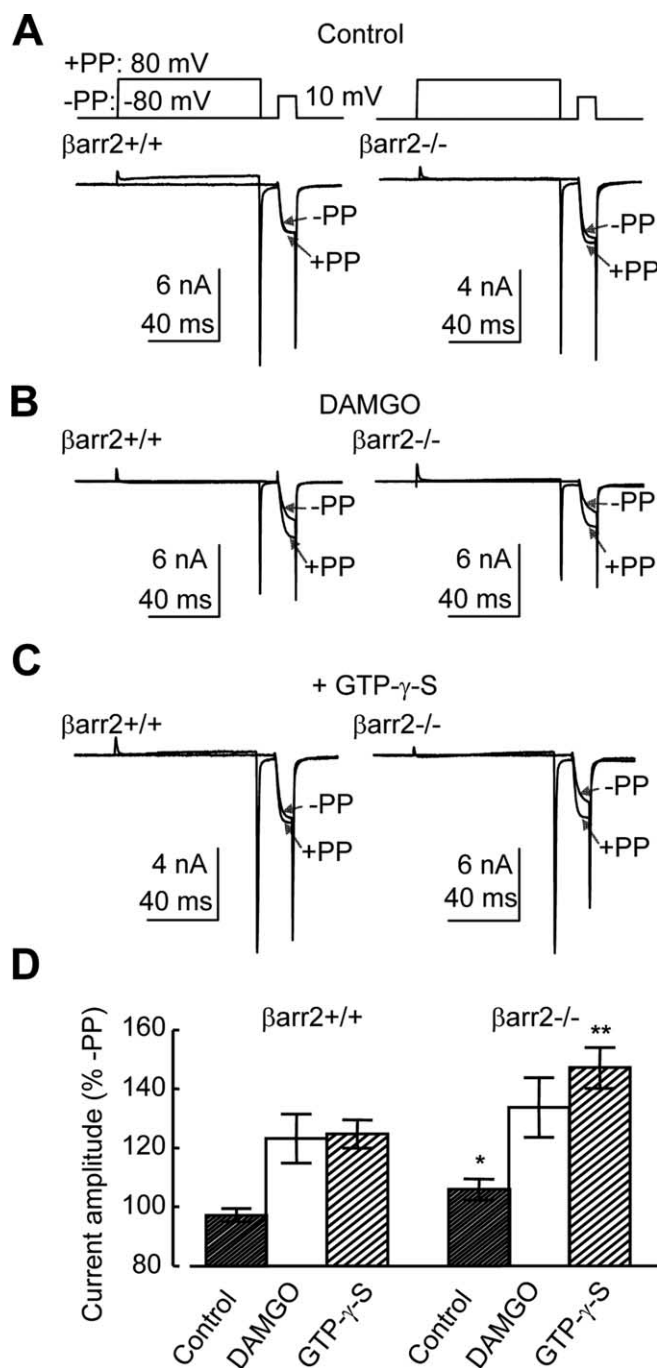 A
Control
+PP: 80 mV
-PP: -80 mV
10 mV
βarr2+/+
βarr2-/-
-PP
+PP
6 nA
40 ms
-PP
+PP
4 nA
40 ms
B
DAMGO
βarr2+/+
βarr2-/-
-PP
+PP
6 nA
40 ms
-PP
+PP
6 nA
40 ms
C
+ GTP-γ-S
βarr2+/+
βarr2-/-
-PP
+PP
4 nA
40 ms
-PP
+PP
6 nA
40 ms
D
βarr2+/+
βarr2-/-
Current amplitude (% -PP)
160
140
120
100
80
*
**
Control
DAMGO
GTP-γ-S
Control
DAMGO
GTP-γ-S